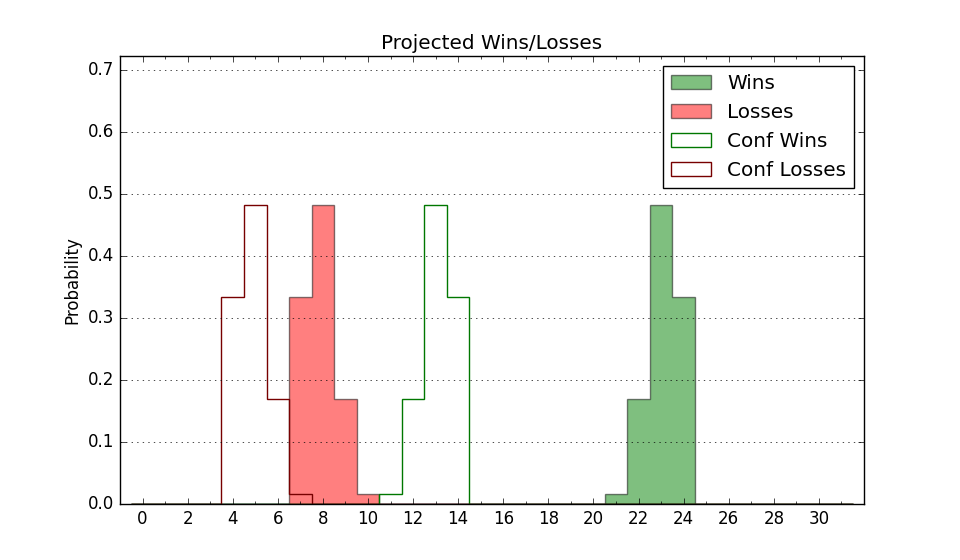 Projected Wins/Losses
0.7
0.6
0.5
0.4
0.3
0.2
0.1
0.0
Probability
Wins
Losses
Conf Wins
Conf Losses
0 2 4 6 8 10 12 14 16 18 20 22 24 26 28 30